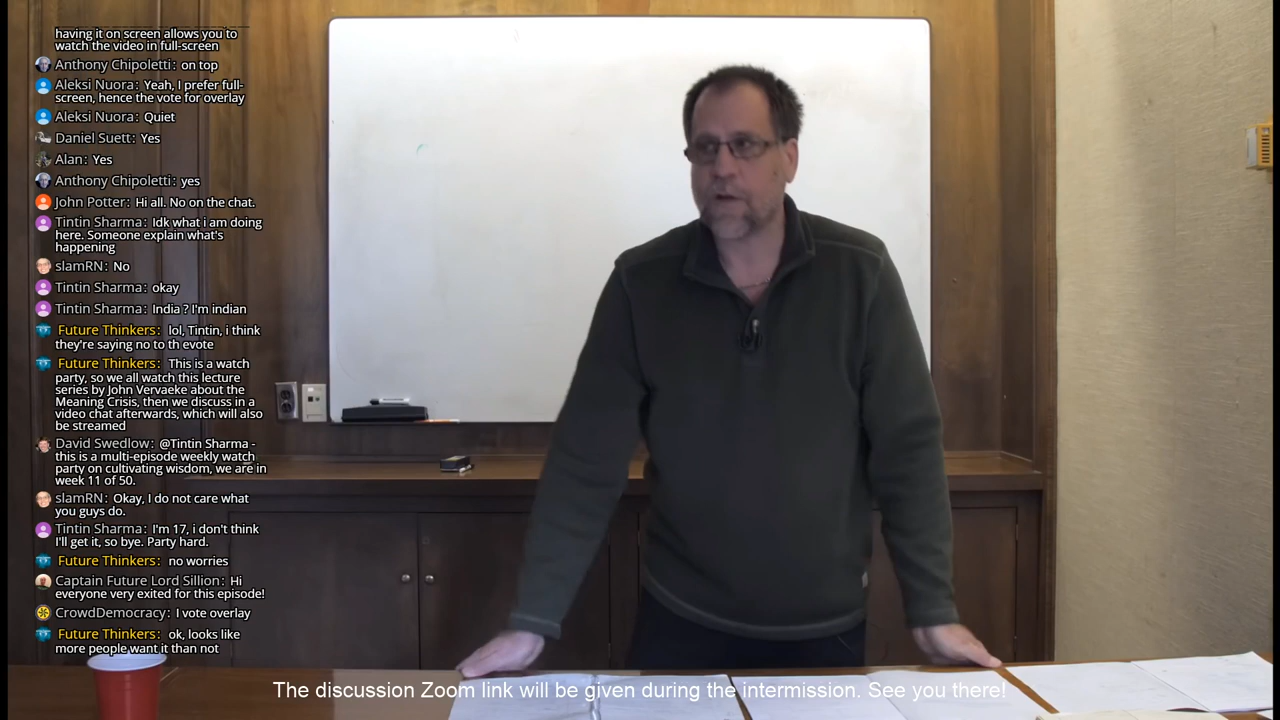 having it on screen allows you to
watch the video in full-screen
Anthony Chipoletti: on top
Aleksi Nuora: Yeah, I prefer full-
screen, hence the vote for overlay
Aleksi Nuora: Quiet
Daniel Suett: Yes
Alan: Yes
Anthony Chipoletti: yes
John Potter: Hi all. No on the chat.
Tintin Sharma: Idk what i am doing
here. Someone explain what's
happening
slamRN: No
Tintin Sharma: okay
Tintin Sharma: India ? I'm indian
Future Thinkers: lol, Tintin, i think
they're saying no to th evote
Future Thinkers: This is a watch
party, so we all watch this lecture
series by John Vervaeke about the
Meaning Crisis, then we discuss in a
video chat afterwards, which will also
be streamed
David Swedlow: @Tintin Sharma -
this is a multi-episode weekly watch
party on cultivating wisdom, we are in
week 11 of 50.
slamRN: Okay, I do not care what
you guys do.
Tintin Sharma: I'm 17, i don't think
I'll get it, so bye. Party hard.
Future Thinkers: no worries
Captain Future Lord Sillion: Hi
everyone very exited for this episode!
CrowdDemocracy: I vote overlay
Future Thinkers: ok, looks like
more people want it than not
The discussion Zoom link will be given during the intermission. See you there!